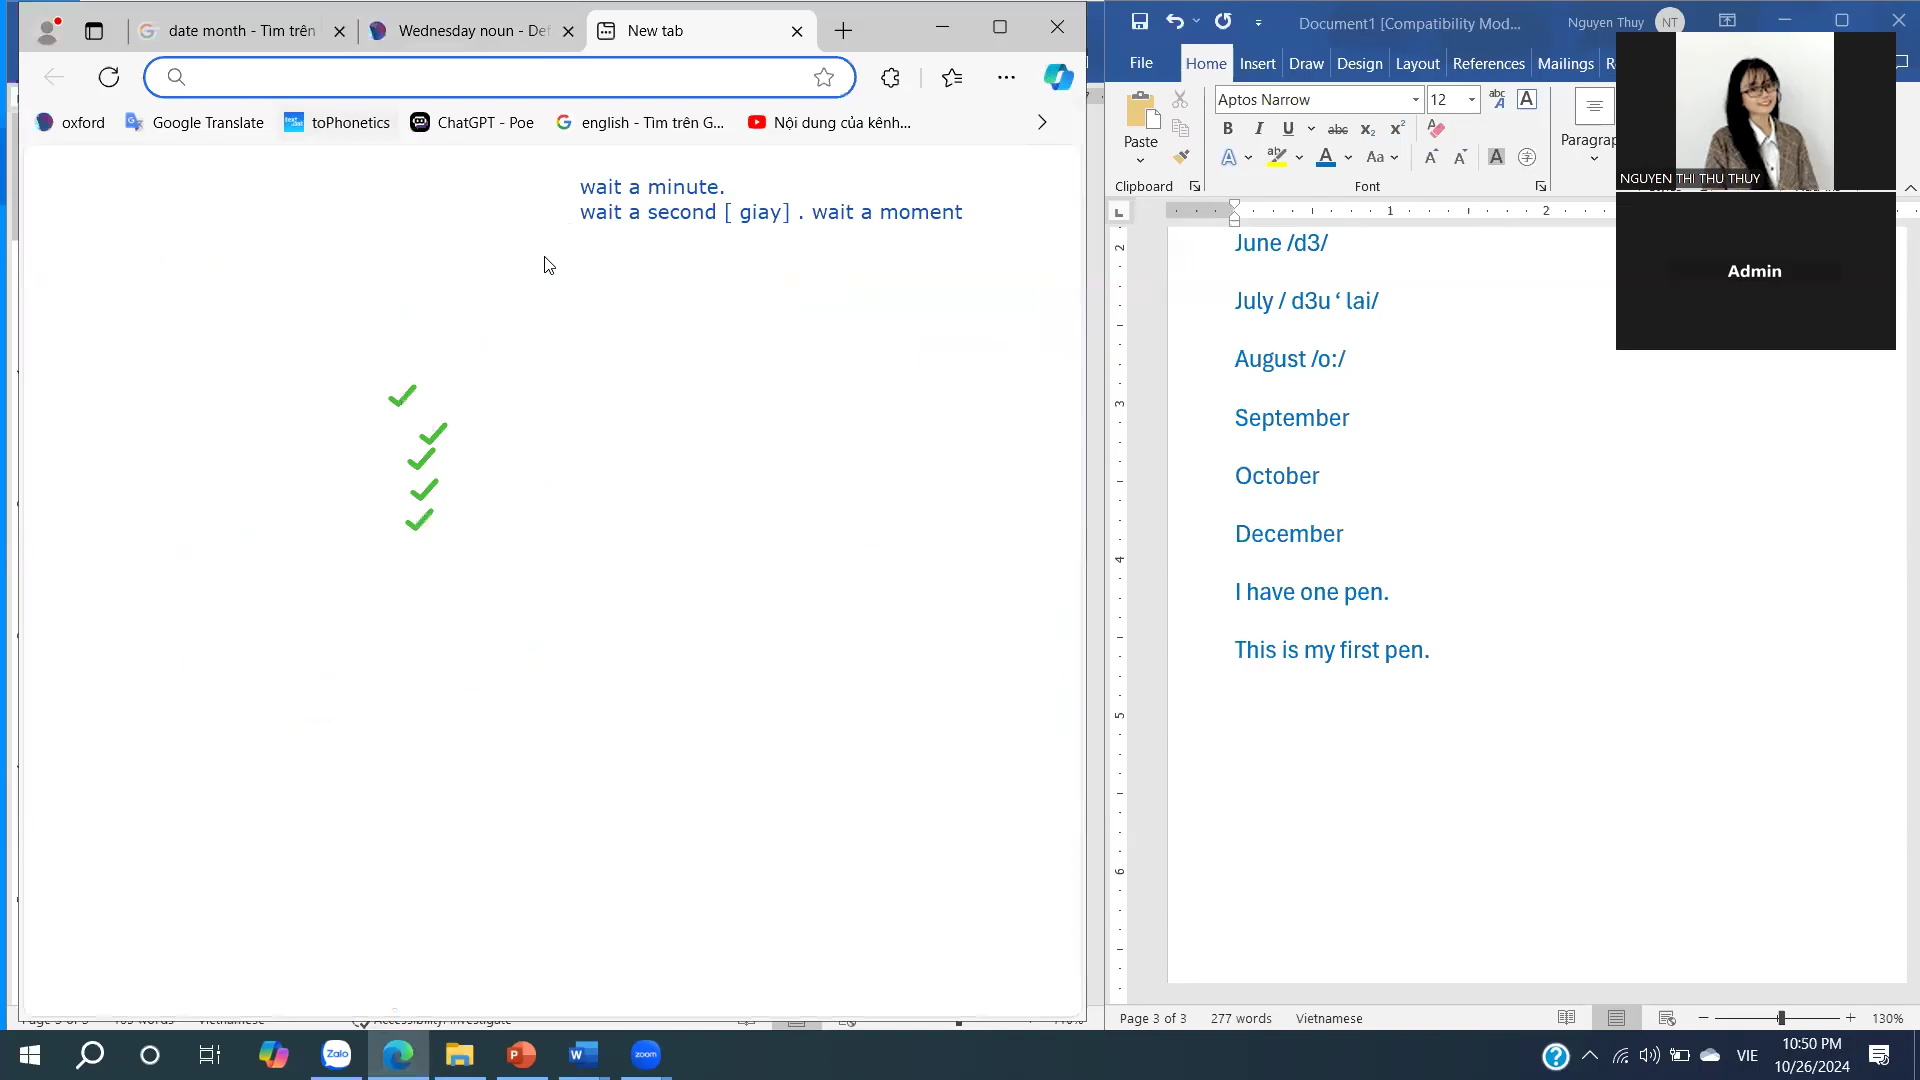 date month - Tìm trên
Wednesday noun - Def
New tab
oxford
Google Translate
toPhonetics
ChatGPT - Poe
english - Tìm trên G...
Nội dung của kênh...
wait a minute.
wait a second [ giay] . wait a moment
Document1 [Compatibility Mod...
Nguyen Thuy
NT
File
Home
Insert
Draw
Design
Layout
References
Mailings
Paste
Clipboard
Aptos Narrow
12
Font
Paragrap
NGUYEN THI THU THUY
Admin
June /d3/
July / d3u ‘ lai/
August /o:/
September
October
December
I have one pen.
This is my first pen.
Page 3 of 3
277 words
Vietnamese
130%
Zalo
zoom
VIE
10:50 PM
10/26/2024